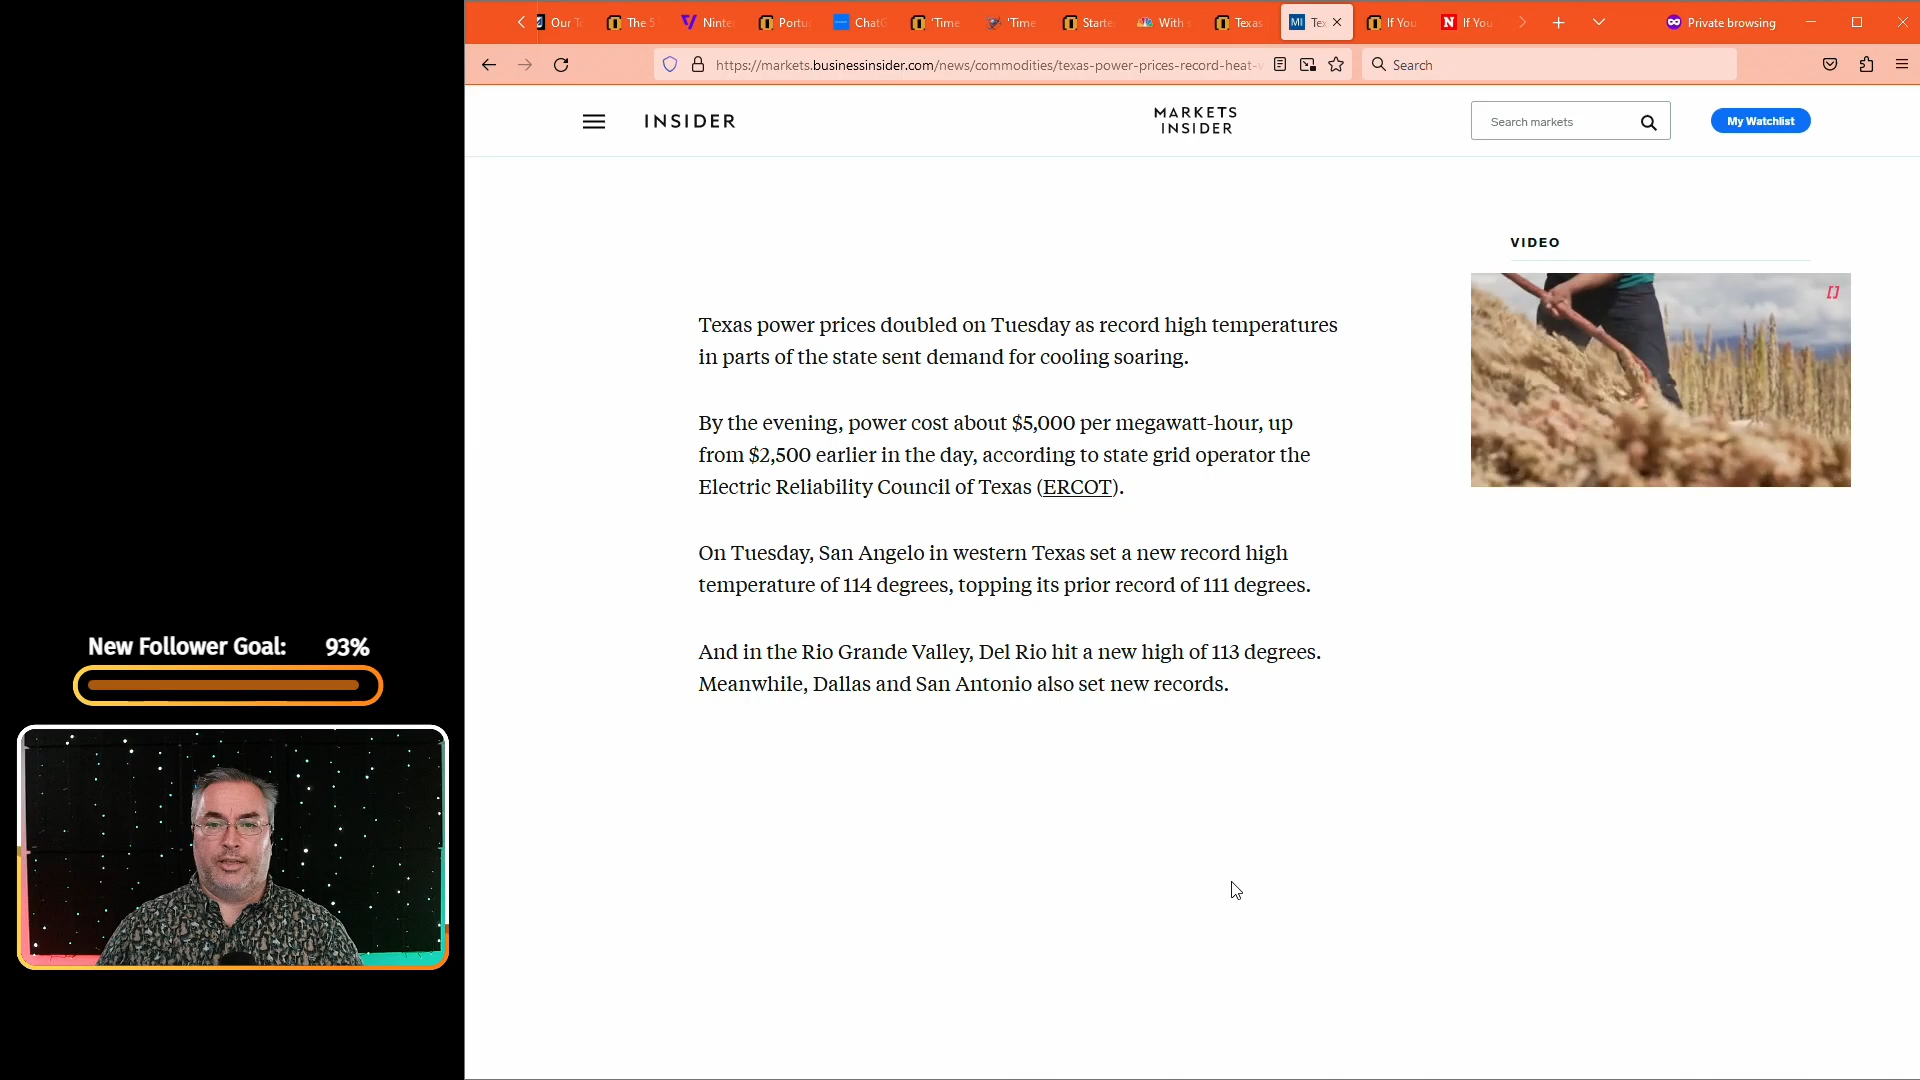 Our T
The 5
Ninte
Portu
ChatG
'Time
'Time
Starte
With s
Texas
MI
Tex
If You
N
If You
Private browsing
https://markets.businessinsider.com/news/commodities/texas-power-prices-record-heat-w
Search
INSIDER
MARKETS
INSIDER
Search markets
My Watchlist
VIDEO
Texas power prices doubled on Tuesday as record high temperatures
in parts of the state sent demand for cooling soaring.
By the evening, power cost about $5,000 per megawatt-hour, up
from $2,500 earlier in the day, according to state grid operator the
Electric Reliability Council of Texas (ERCOT).
On Tuesday, San Angelo in western Texas set a new record high
temperature of 114 degrees, topping its prior record of 111 degrees.
And in the Rio Grande Valley, Del Rio hit a new high of 113 degrees.
Meanwhile, Dallas and San Antonio also set new records.
New Follower Goal: 93%